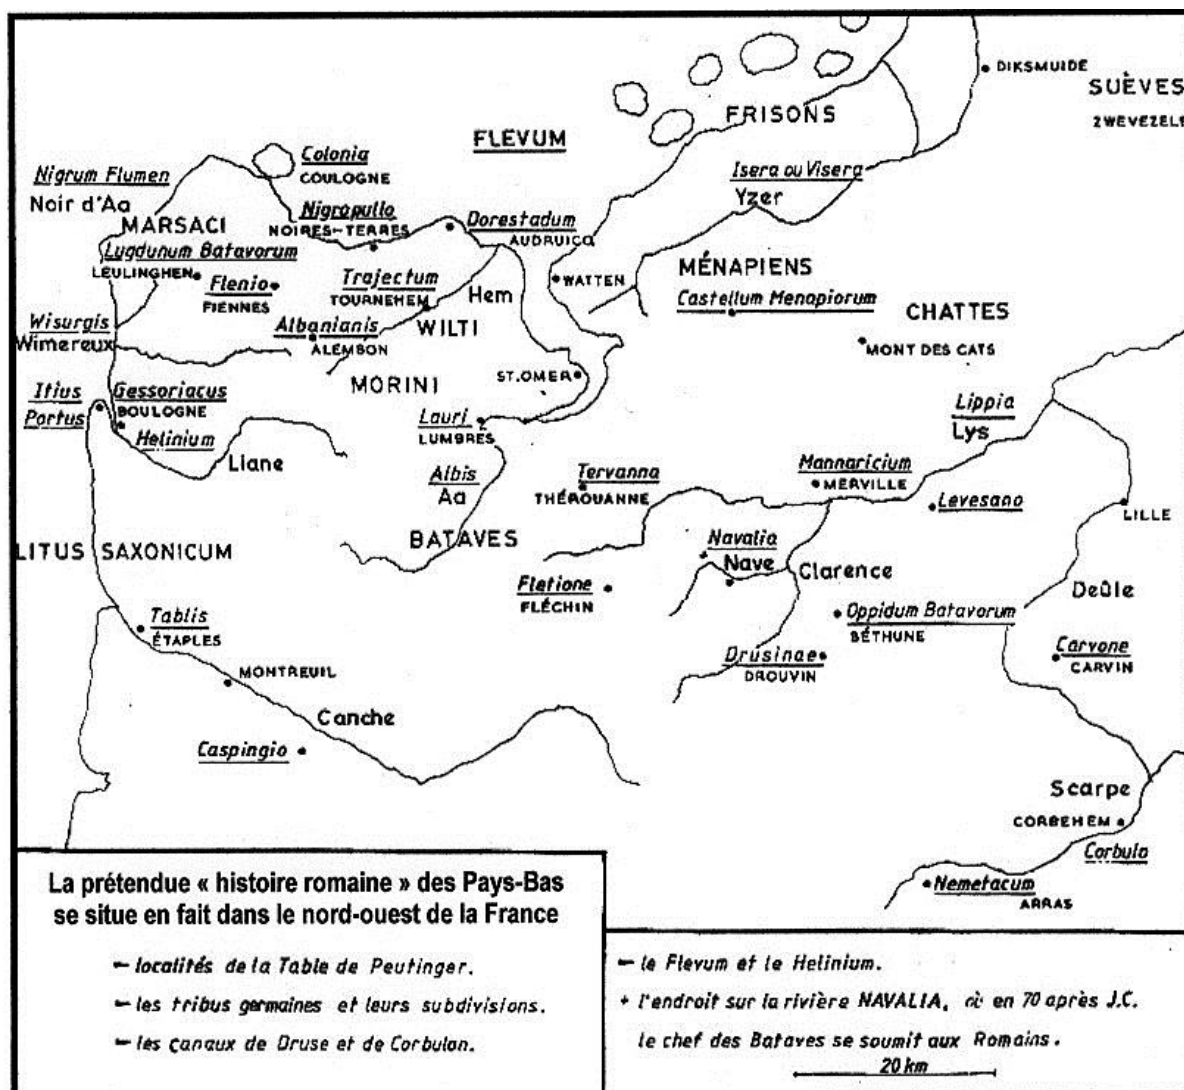 DIKSMUIDE
SUÈVES
ZWEVEZELE
FRISONS
FLEVUM
Colonia
COULOGNE
Nigrum Flumen
Noir d'Aa
MARSACI
Isera ou Visera
Yzer
Nigropullo
NOIRES-TERRES
Dorestadum
AUDRUICQ
Lugdunum Batavorum
LEULINGHEN
Flenio
FIENNES
Trajectum
TOURNEHEM
Hem
WATTEN
MÉNAPIENS
Castellum Menapiorum
CHATTES
Wisurgis
Wimereux
Albanianis
ALEMBON
WILTI
MONT DES CATS
MORINI
ST. OMER
Itius
Portus
Gessoriacus
BOULOGNE
Helinium
Liane
Lauri
LUMBRES
Lippia
Lys
Albis
Aa
Tervanna
THÉROUANNE
Mannaricium
MERVILLE
Levesano
LILLE
LITUS SAXONICUM
BATAVES
Navalia
Nave
Clarence
Fletione
FLÉCHIN
Deûle
Oppidum Batavorum
BÉTHUNE
Tablis
ÉTAPLES
Drusinae
DROUVIN
Carvone
CARVIN
MONTREUIL
Canche
Caspingio
Scarpe
CORBEHEM
Corbulo
Nemetacum
ARRAS
La prétendue « histoire romaine » des Pays-Bas
se situe en fait dans le nord-ouest de la France
– localités de la Table de Peutinger.
– les tribus germaines et leurs subdivisions.
– les canaux de Druse et de Corbulon.
– le Flevum et le Helinium.
+ l'endroit sur la rivière NAVALIA, où en 70 après J.C.
le chef des Bataves se soumit aux Romains.
20 km